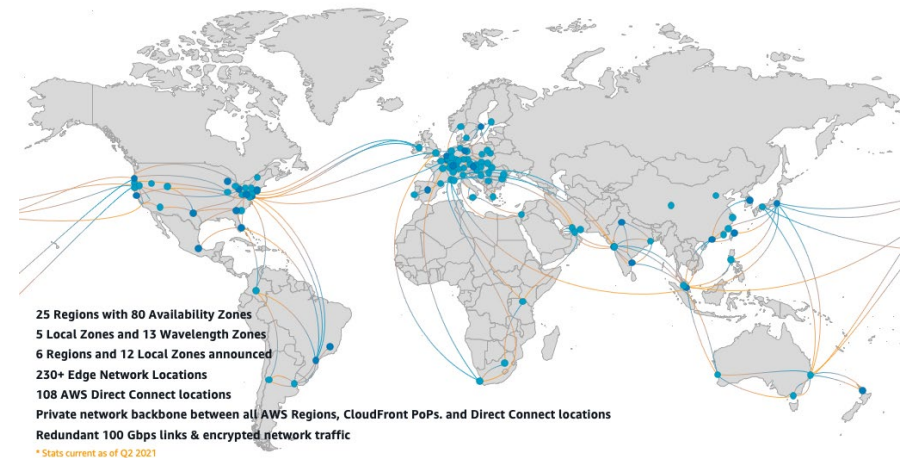 25 Regions with 80 Availability Zones
5 Local Zones and 13 Wavelength Zones
6 Regions and 12 Local Zones announced
230+ Edge Network Locations
108 AWS Direct Connect locations
Private network backbone between all AWS Regions, CloudFront PoPs. and Direct Connect locations
Redundant 100 Gbps links & encrypted network traffic
* Stats current as of Q2 2021